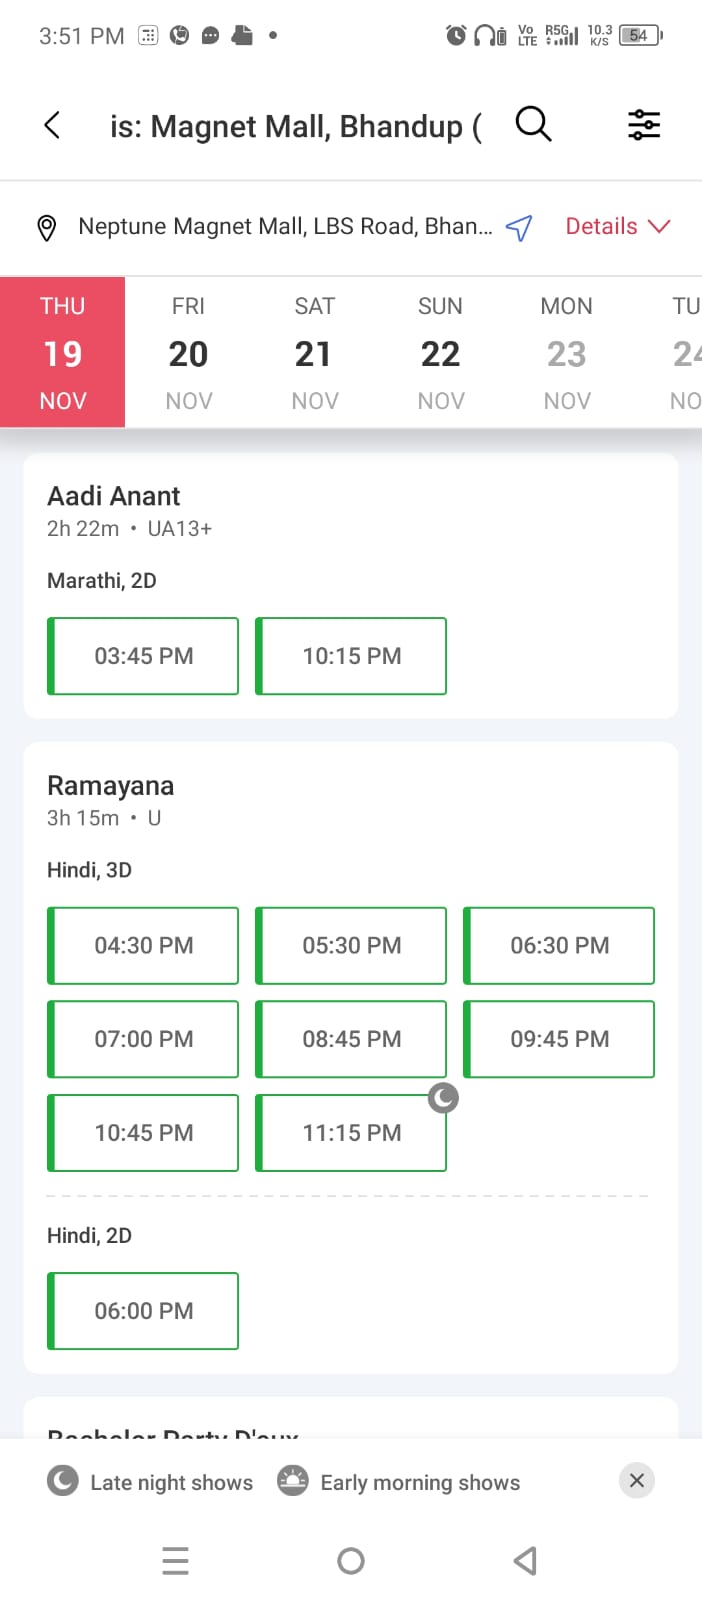 3:51 PM
Vo LTE R5G 10.3 K/S 54
is: Magnet Mall, Bhandup (
Neptune Magnet Mall, LBS Road, Bhan... Details
THU FRI SAT SUN MON TU
19 20 21 22 23 24
NOV NOV NOV NOV NOV NO
Aadi Anant
2h 22m • UA13+
Marathi, 2D
03:45 PM 10:15 PM
Ramayana
3h 15m • U
Hindi, 3D
04:30 PM 05:30 PM 06:30 PM
07:00 PM 08:45 PM 09:45 PM
10:45 PM 11:15 PM
Hindi, 2D
06:00 PM
Bachelor Party D'eux
Late night shows Early morning shows